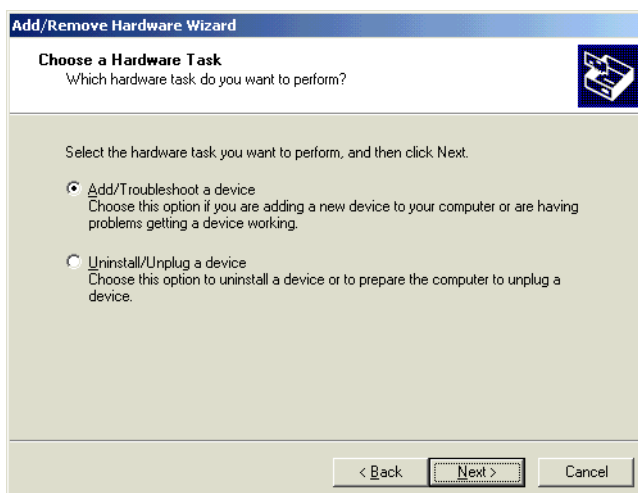 Add/Remove Hardware Wizard
Choose a Hardware Task
Which hardware task do you want to perform?
Select the hardware task you want to perform, and then click Next.
Add/Troubleshoot a device
Choose this option if you are adding a new device to your computer or are having
problems getting a device working.
Uninstall/Unplug a device
Choose this option to uninstall a device or to prepare the computer to unplug a
device.
< Back
Next >
Cancel